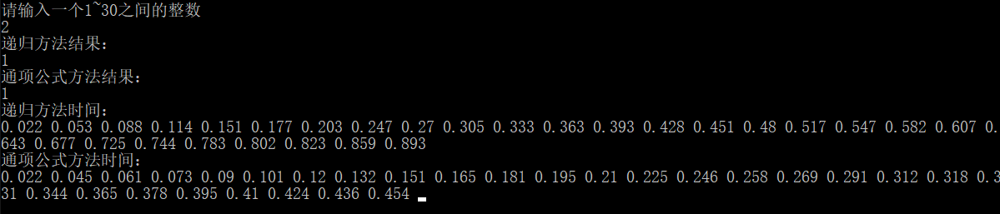 请输入一个1~30之间的整数
2
递归方法结果：
1
通项公式方法结果：
1
递归方法时间：
0.022 0.053 0.088 0.114 0.151 0.177 0.203 0.247 0.27 0.305 0.333 0.363 0.393 0.428 0.451 0.48 0.517 0.547 0.582 0.607 0.
643 0.677 0.725 0.744 0.783 0.802 0.823 0.859 0.893
通项公式方法时间：
0.022 0.045 0.061 0.073 0.09 0.101 0.12 0.132 0.151 0.165 0.181 0.195 0.21 0.225 0.246 0.258 0.269 0.291 0.312 0.318 0.3
31 0.344 0.365 0.378 0.395 0.41 0.424 0.436 0.454